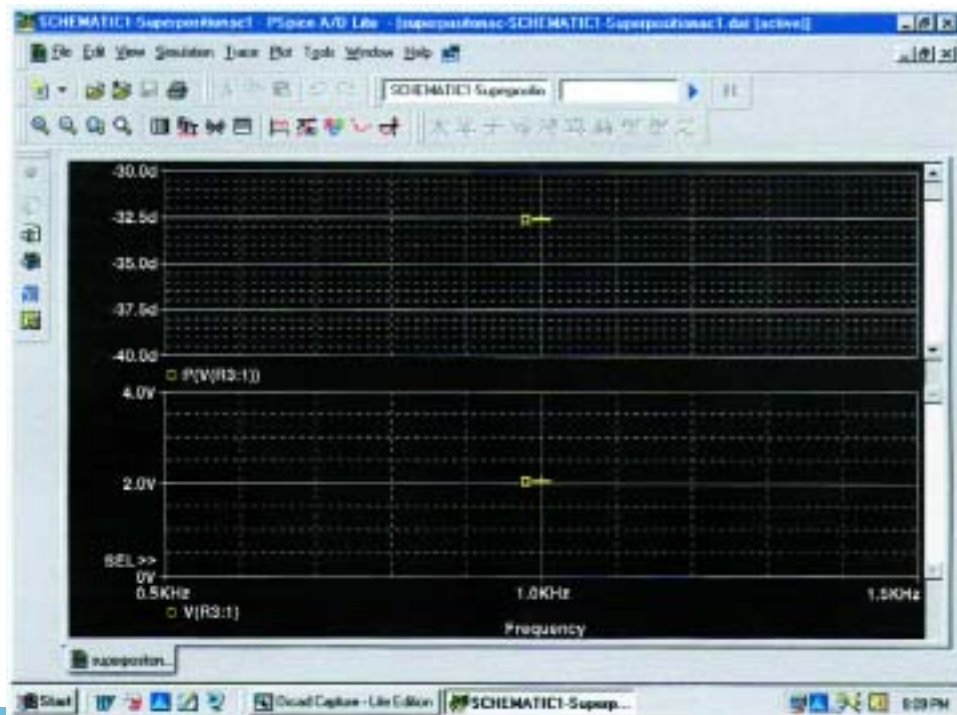 SCHEMATIC1-Superpositionac1 - PSpice A/D Lite - [superpositionac-SCHEMATIC1-Superpositionac1.dat (active)]
File Edit View Simulation Trace Plot Tools Window Help
SCHEMATIC1-Superpositio
-30.0d
-32.5d
-35.0d
-37.5d
-40.0d
P(V(R3:1))
4.0V
2.0V
SEL>>
0V
0.5KHz 1.0KHz 1.5KHz
V(R3:1)
Frequency
superposition...
Start Orcad Capture - Lite Edition SCHEMATIC1-Superp...